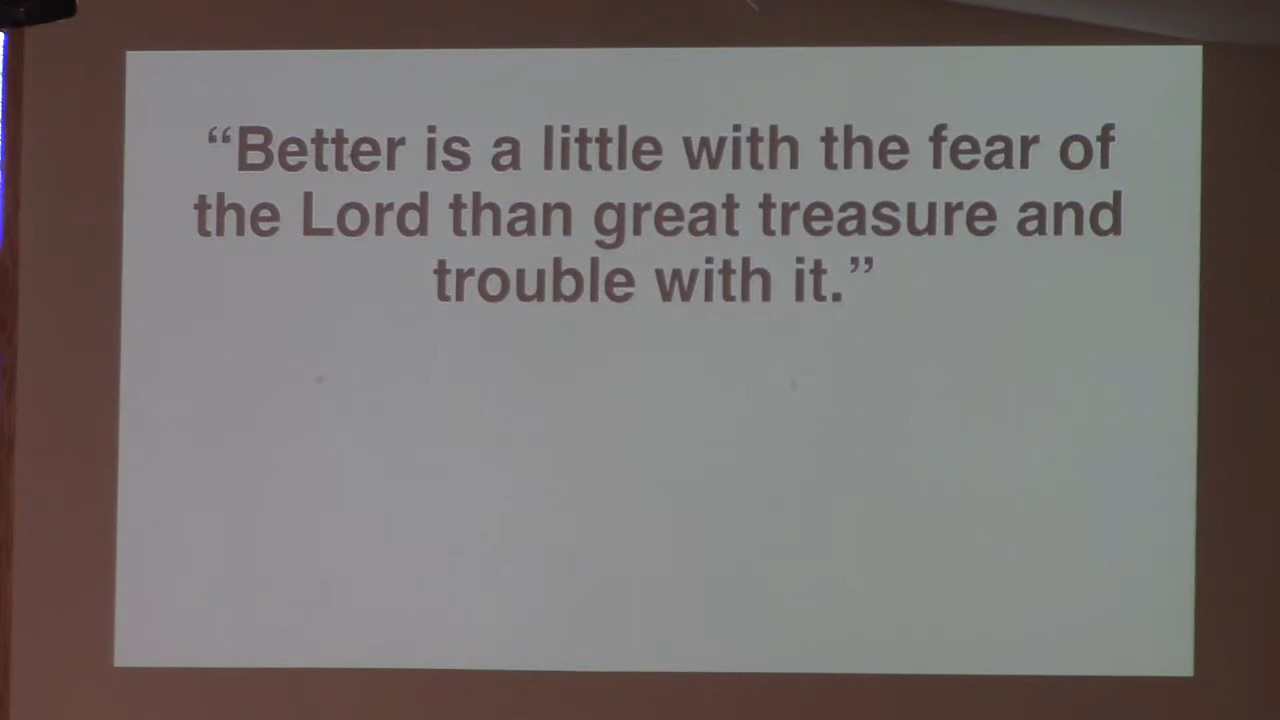 “Better is a little with the fear of
the Lord than great treasure and
trouble with it.”